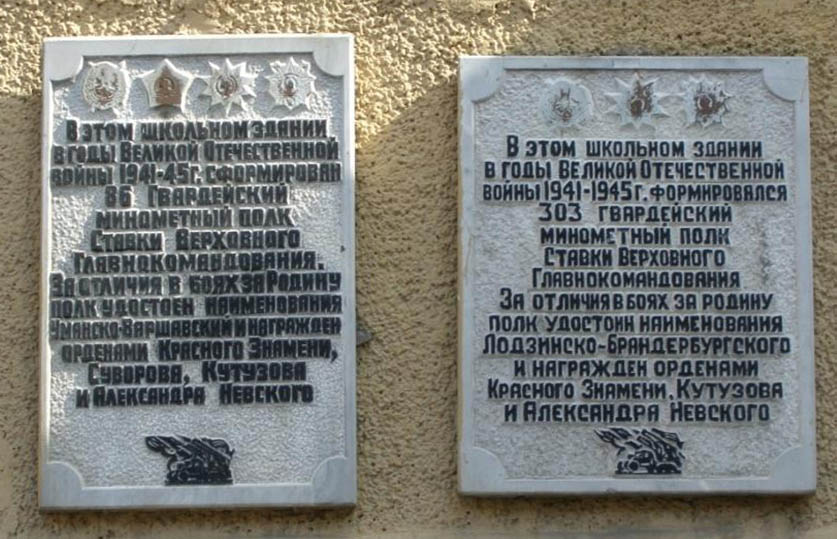 В этом школьном здании
в годы Великой Отечественной
войны 1941-45г. сформирован
86 Гвардейский
минометный полк
Ставки Верховного
Главнокомандования.
За отличия в боях за Родину
полк удостоен наименования
Уманско-Варшавский и награжден
орденами Красного Знамени,
Суворова, Кутузова
и Александра Невского
В этом школьном здании
в годы Великой Отечественной
войны 1941-1945г. формировался
303 гвардейский
минометный полк
Ставки Верховного
Главнокомандования
За отличия в боях за родину
полк удостоин наименования
Лодзинско-Брандербургского
и награжден орденами
Красного Знамени, Кутузова
и Александра Невского